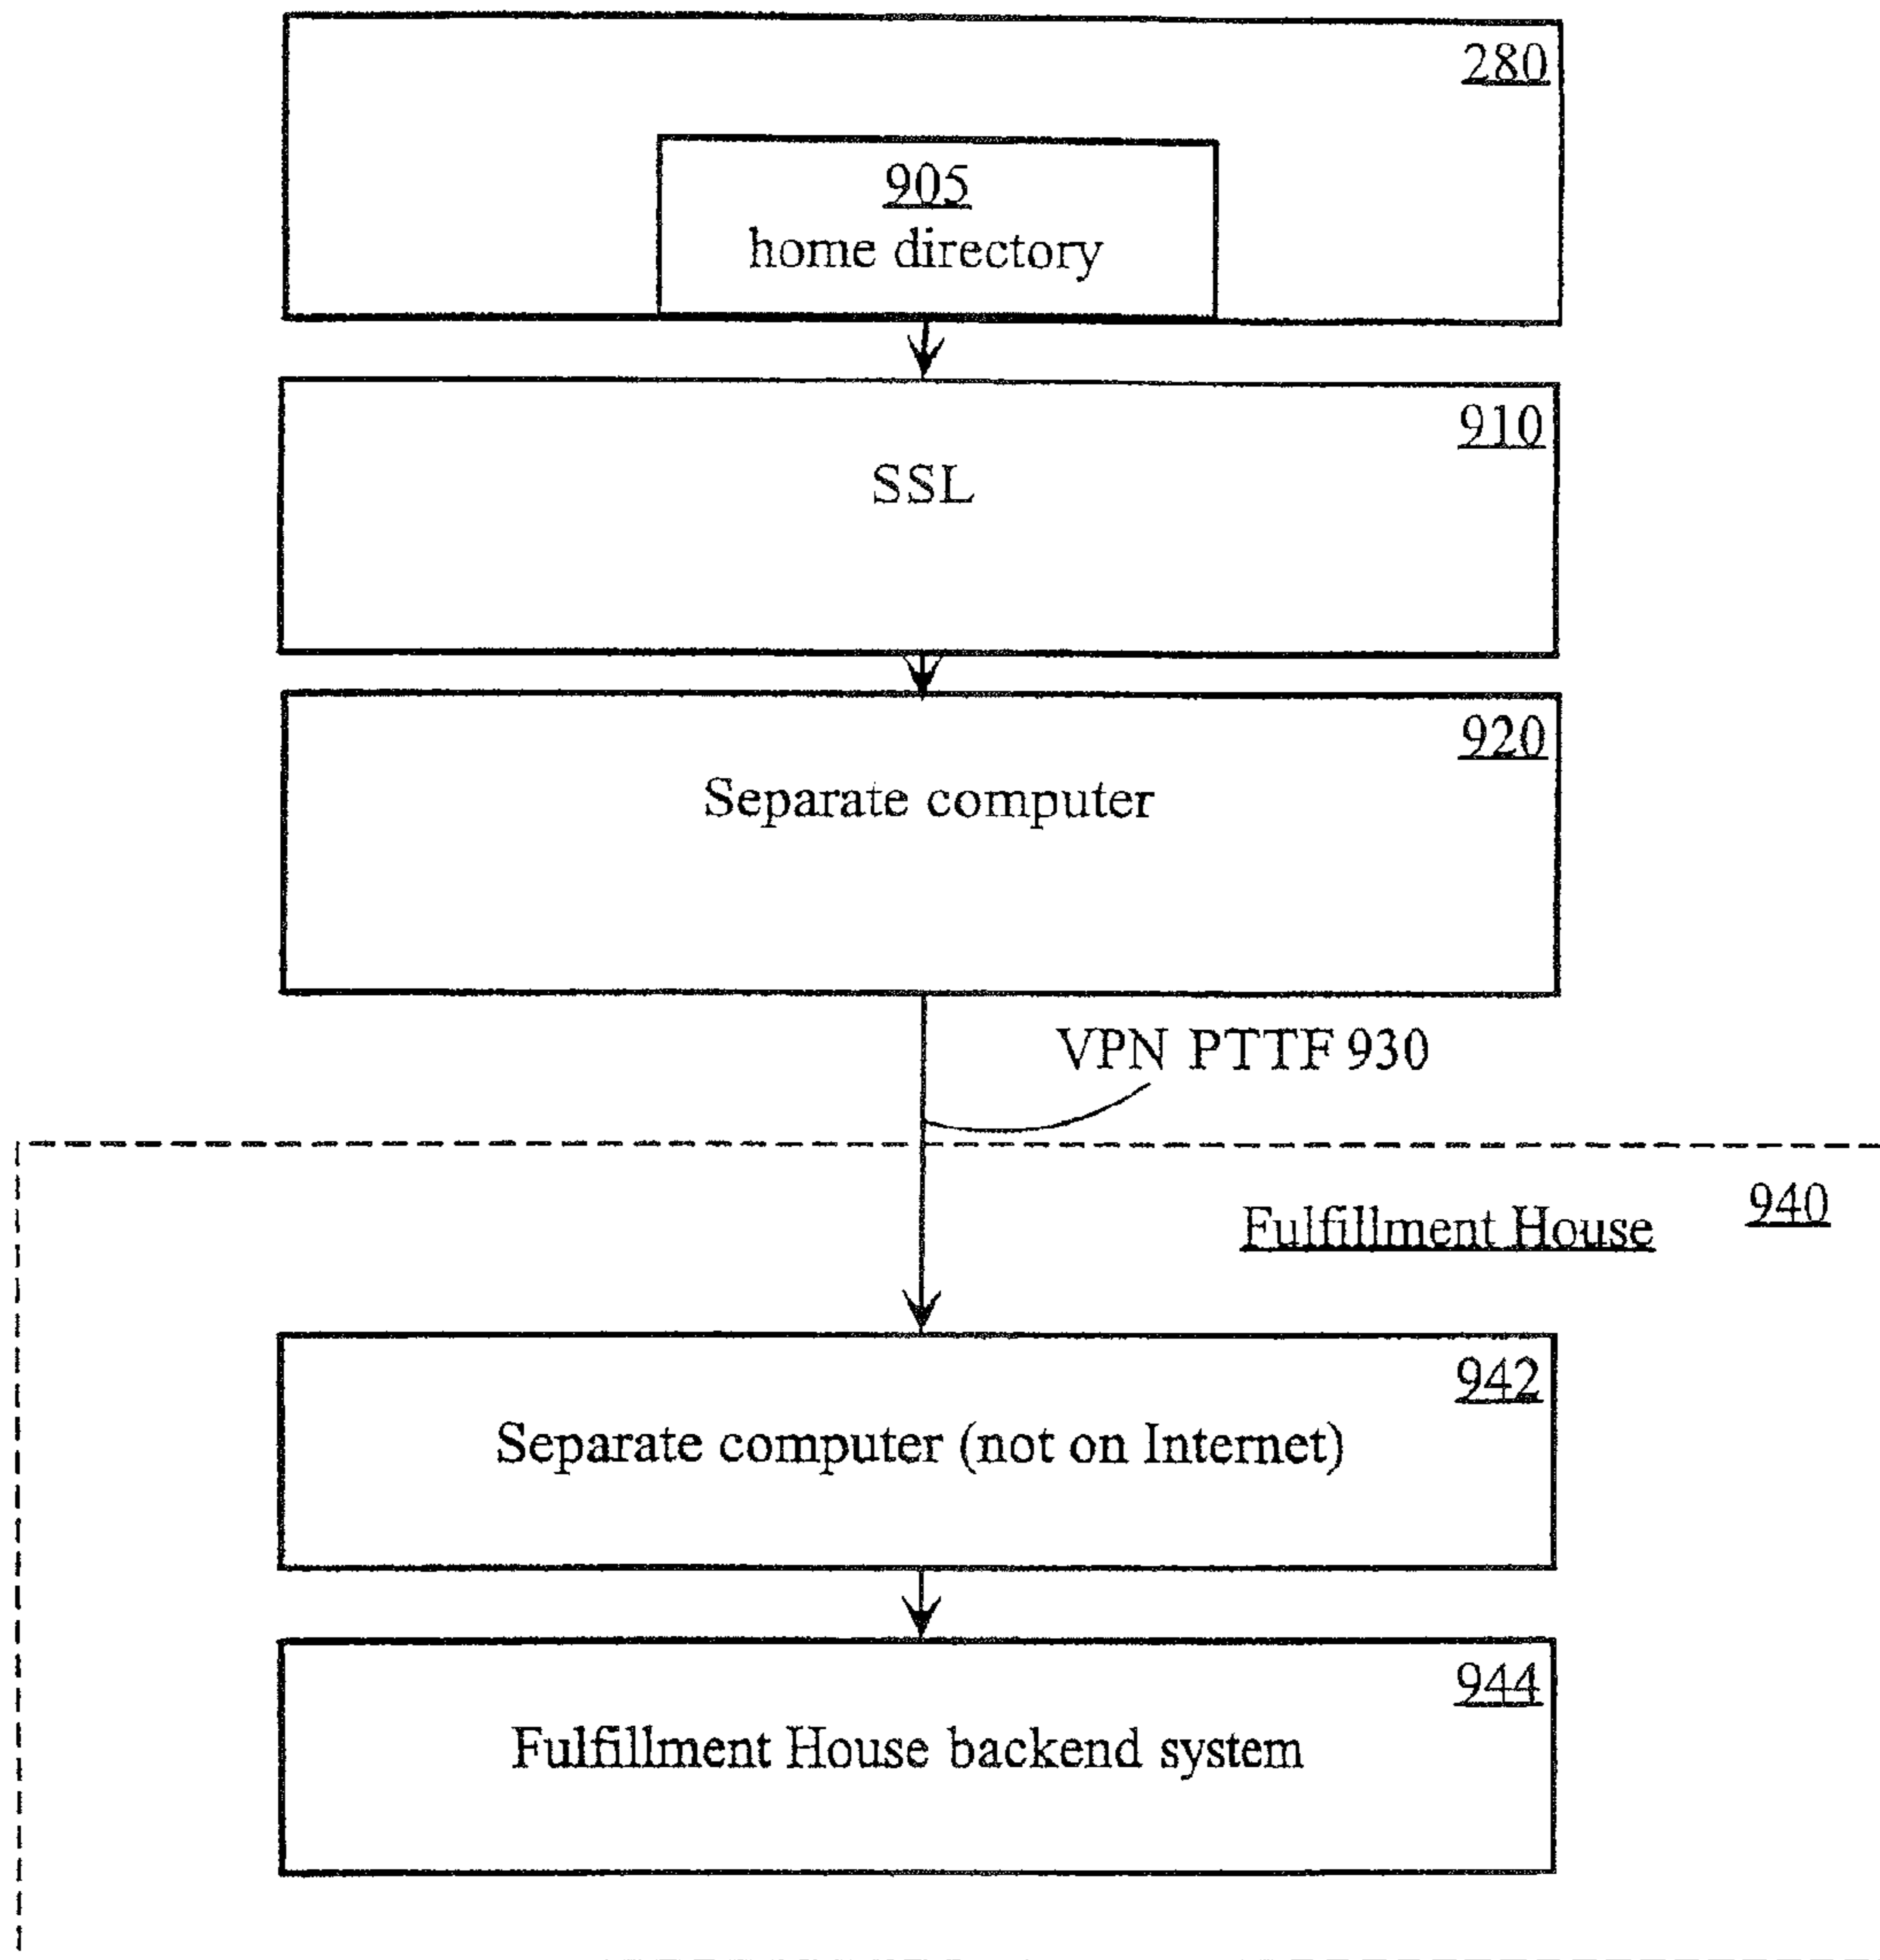 280
905
home directory
910
SSL
920
Separate computer
VPN PTTF 930
940
Fulfillment House
942
Separate computer (not on Internet)
944
Fulfillment House backend system